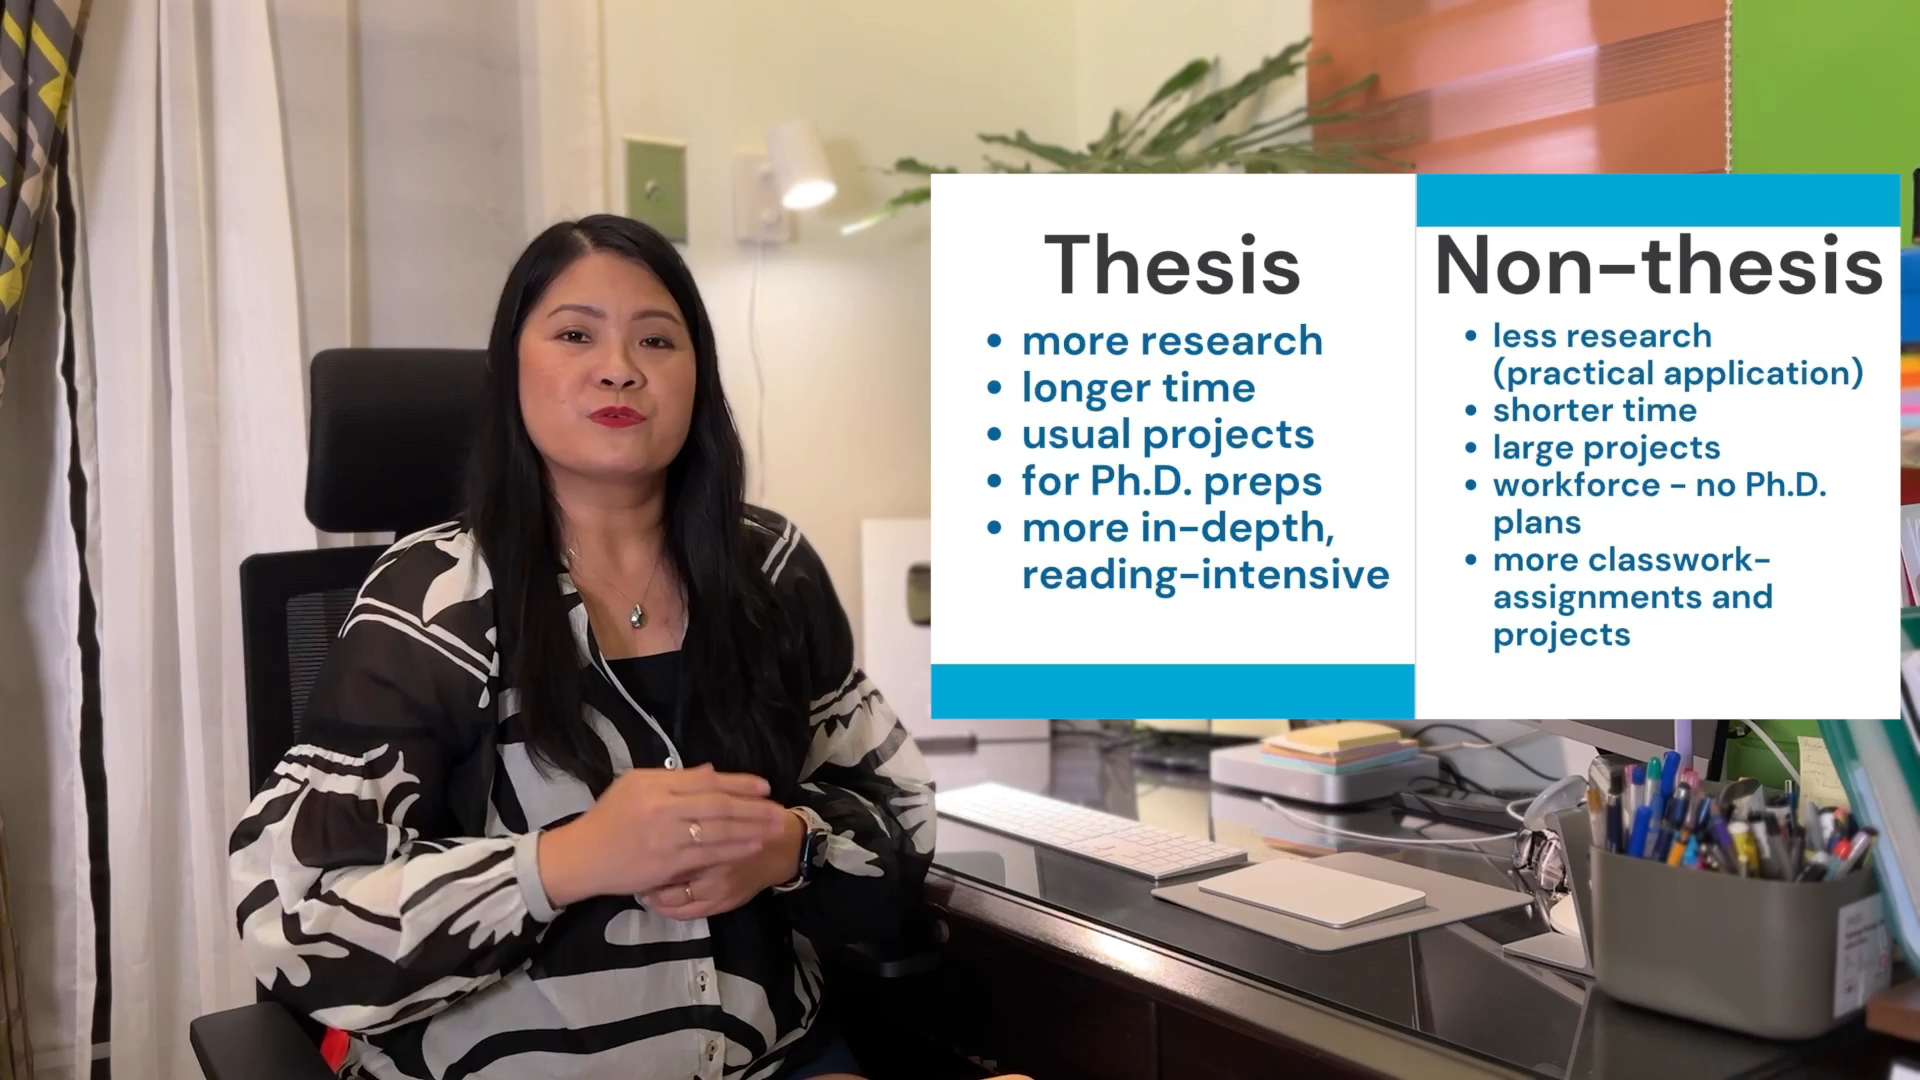 Thesis
• more research
• longer time
• usual projects
• for Ph.D. preps
• more in-depth,
reading-intensive
Non-thesis
• less research
(practical application)
• shorter time
• large projects
• workforce - no Ph.D.
plans
• more classwork-
assignments and
projects